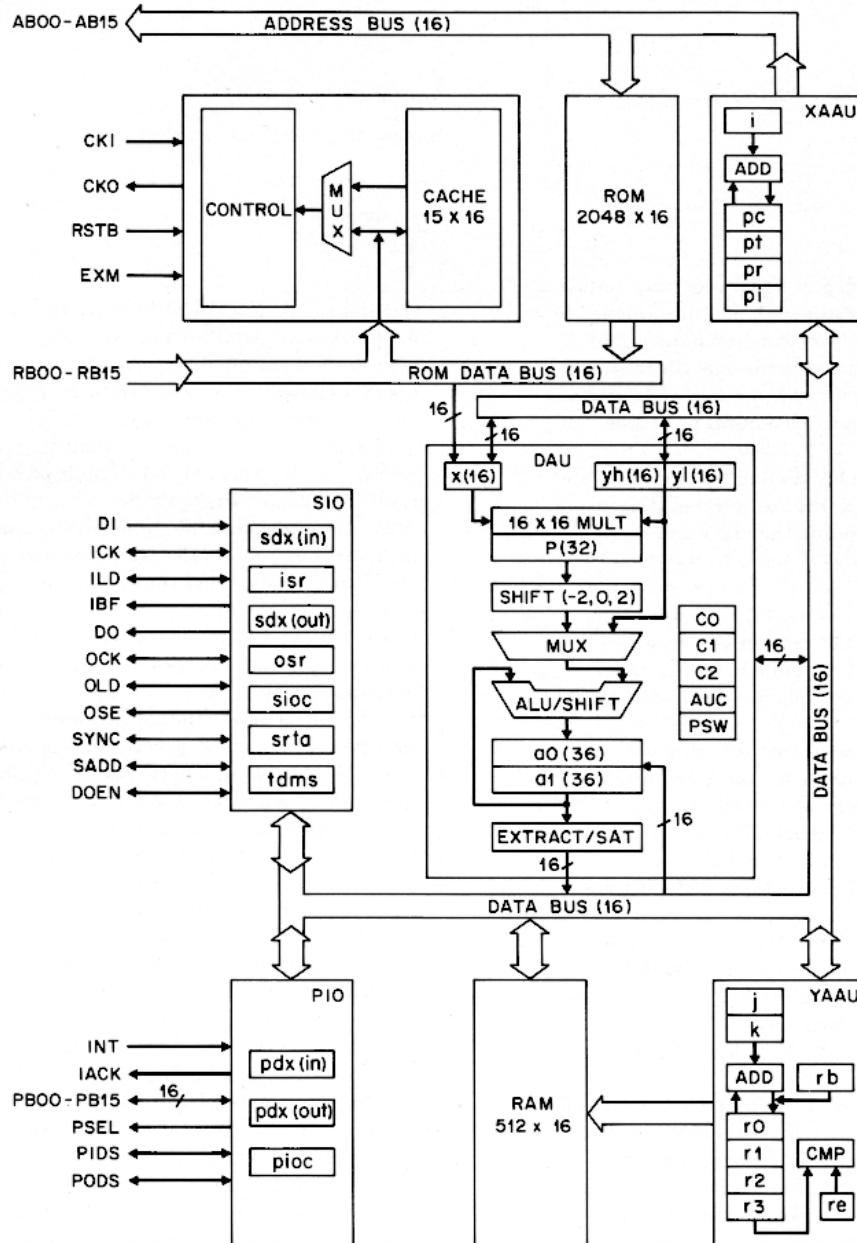 AB00-AB15
ADDRESS BUS (16)
XAAU
CKI
CKO
RSTB
EXM
CONTROL
MUX
CACHE
15 X 16
ROM
2048 X 16
i
ADD
pc
pt
pr
pi
RB00-RB15
ROM DATA BUS (16)
16
DATA BUS (16)
16
16
DAU
x(16)
yh(16) yl(16)
16 x 16 MULT
P(32)
SHIFT (-2, 0, 2)
MUX
ALU/SHIFT
a0 (36)
a1 (36)
EXTRACT/SAT
16
16
C0
C1
C2
AUC
PSW
16
DATA BUS (16)
SIO
DI
ICK
ILD
IBF
DO
OCK
OLD
OSE
SYNC
SADD
DOEN
sdx(in)
isr
sdx(out)
osr
sioc
srta
tdms
DATA BUS (16)
PIO
INT
IACK
PB00-PB15
16
PSEL
PIDS
PODS
pdx(in)
pdx(out)
pioc
RAM
512 x 16
YAAU
j
k
ADD
rb
r0
r1
r2
r3
CMP
re